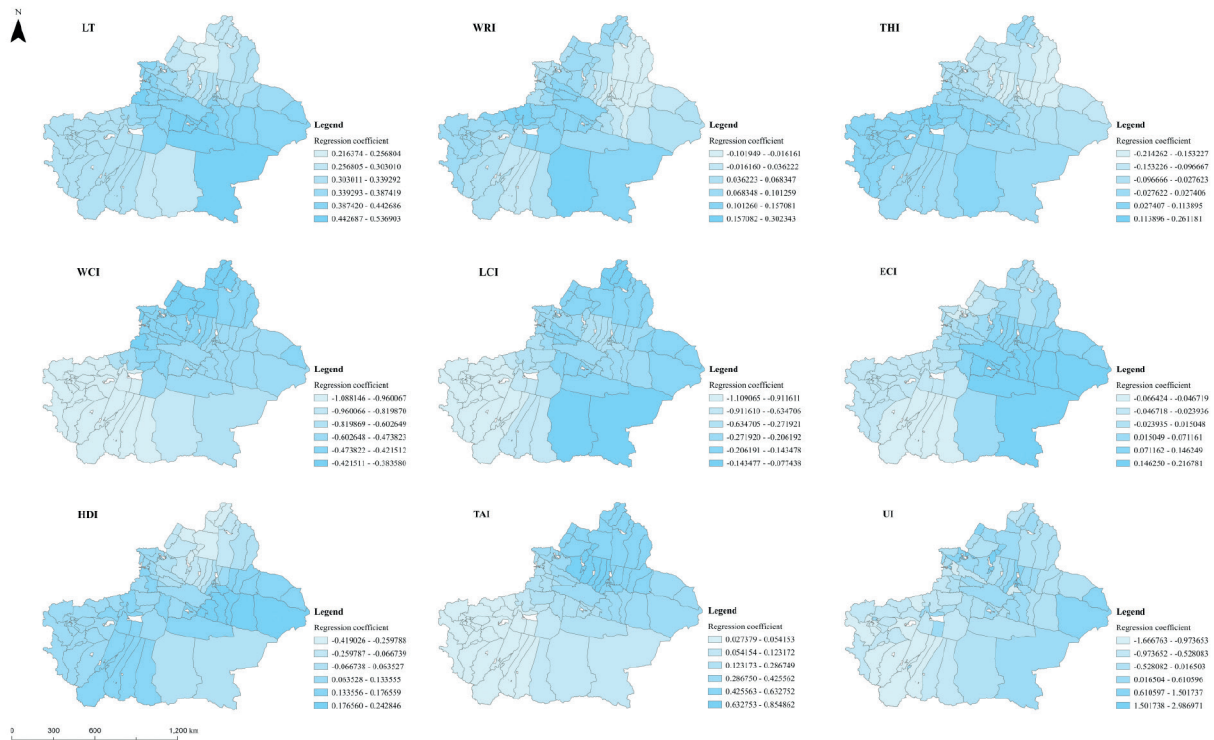 N
LT
Legend
Regression coefficient
0.216374 - 0.256804
0.256805 - 0.303010
0.303011 - 0.339292
0.339293 - 0.387419
0.387420 - 0.442686
0.442687 - 0.536903
WRI
Legend
Regression coefficient
-0.101949 - -0.016161
-0.016160 - 0.036222
0.036223 - 0.068347
0.068348 - 0.101259
0.101260 - 0.157081
0.157082 - 0.302343
THI
Legend
Regression coefficient
-0.214262 - -0.153227
-0.153226 - -0.096667
-0.096666 - -0.027623
-0.027622 - 0.027406
0.027407 - 0.113895
0.113896 - 0.261181
WCI
Legend
Regression coefficient
-1.088146 - -0.960067
-0.960066 - -0.819870
-0.819869 - -0.602649
-0.602648 - -0.473823
-0.473822 - -0.421512
-0.421511 - -0.383580
LCI
Legend
Regression coefficient
-1.109065 - -0.911611
-0.911610 - -0.634706
-0.634705 - -0.271921
-0.271920 - -0.206192
-0.206191 - -0.143478
-0.143477 - -0.077438
ECI
Legend
Regression coefficient
-0.066424 - -0.046719
-0.046718 - -0.023936
-0.023935 - 0.015048
0.015049 - 0.071161
0.071162 - 0.146249
0.146250 - 0.216781
HDI
Legend
Regression coefficient
-0.419026 - -0.259788
-0.259787 - -0.066739
-0.066738 - 0.063527
0.063528 - 0.133555
0.133556 - 0.176559
0.176560 - 0.242846
TAI
Legend
Regression coefficient
0.027379 - 0.054153
0.054154 - 0.123172
0.123173 - 0.286749
0.286750 - 0.425562
0.425563 - 0.632752
0.632753 - 0.854862
UI
Legend
Regression coefficient
-1.666763 - -0.973653
-0.973652 - -0.528083
-0.528082 - 0.016503
0.016504 - 0.610596
0.610597 - 1.501737
1.501738 - 2.986971
0 300 600 1,200 km